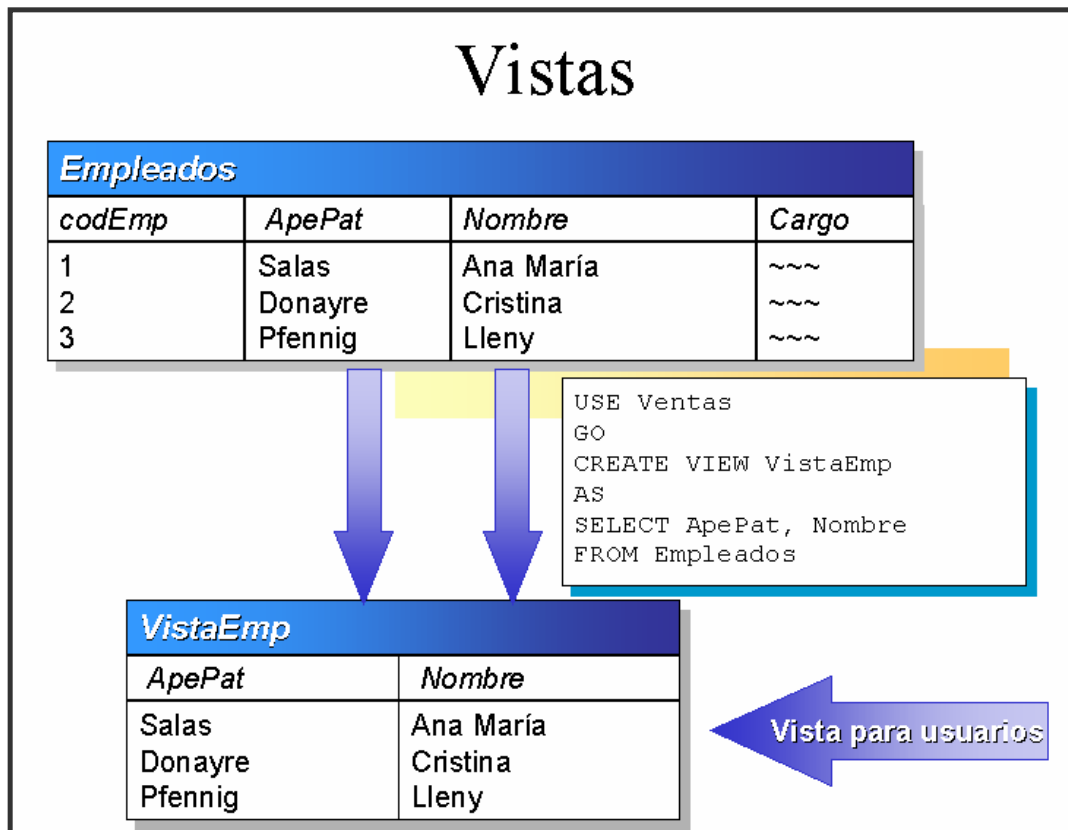 Vistas
Empleados
codEmp ApePat Nombre Cargo
1 Salas Ana María ~~~
2 Donayre Cristina ~~~
3 Pfennig Lleny ~~~
USE Ventas
GO
CREATE VIEW VistaEmp
AS
SELECT ApePat, Nombre
FROM Empleados
VistaEmp
ApePat Nombre
Salas Ana María
Donayre Cristina
Pfennig Lleny
Vista para usuarios